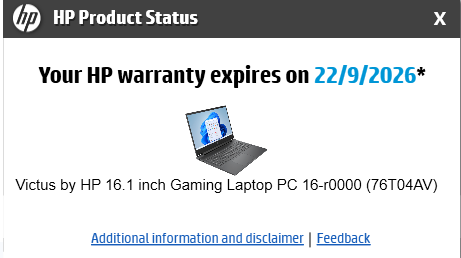 hp HP Product Status X
Your HP warranty expires on 22/9/2026*
Victus by HP 16.1 inch Gaming Laptop PC 16-r0000 (76T04AV)
Additional information and disclaimer | Feedback